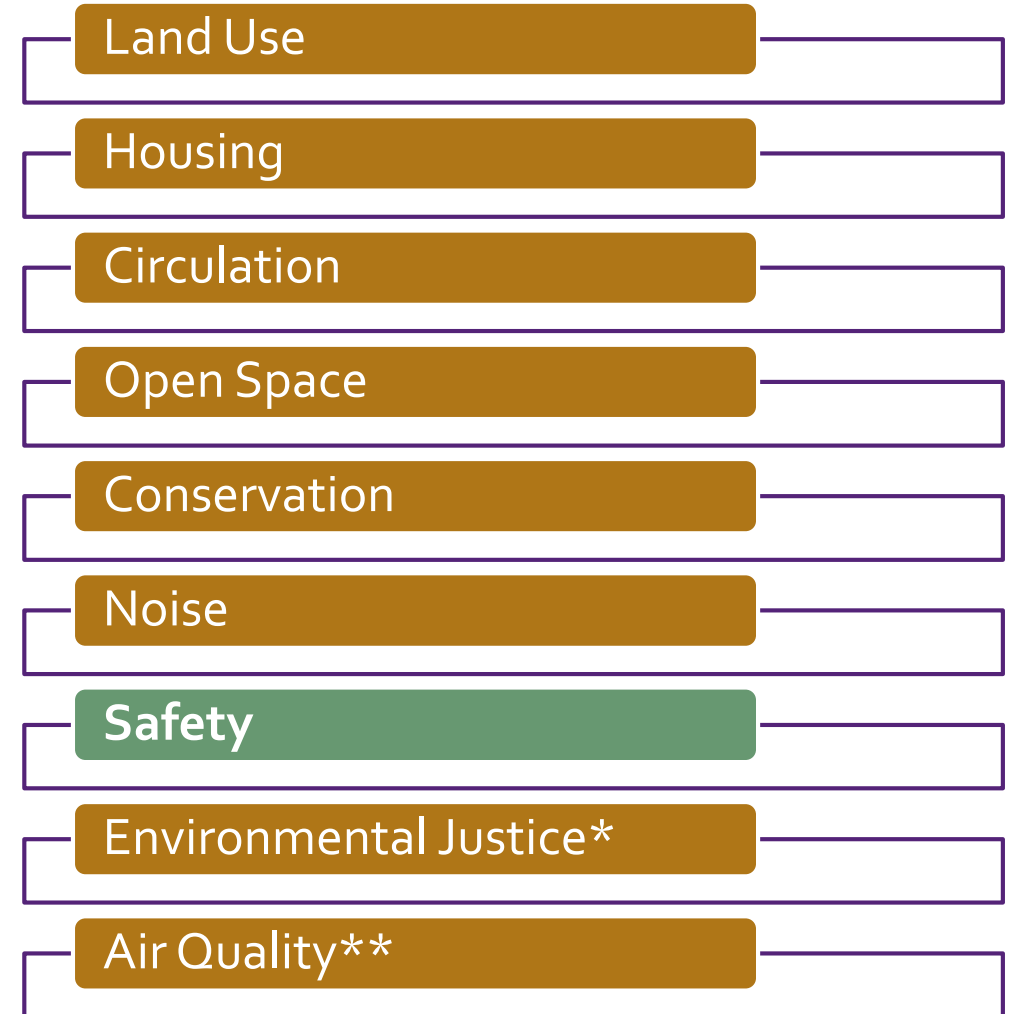 Land Use
Housing
Circulation
Open Space
Conservation
Noise
Safety
Environmental Justice*
Air Quality**